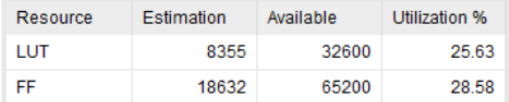 Resource Estimation Available Utilization %
LUT 8355 32600 25.63
FF 18632 65200 28.58